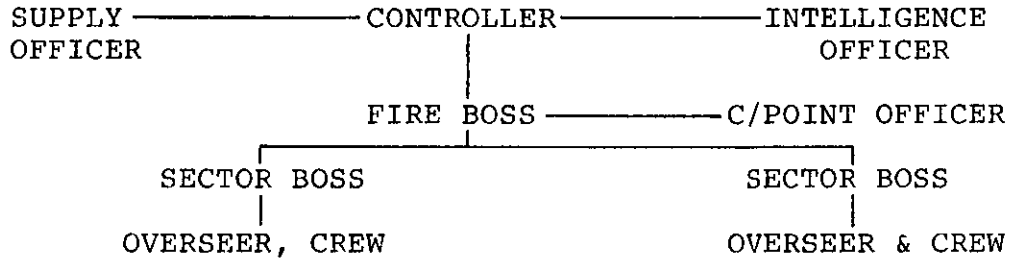 SUPPLY CONTROLLER INTELLIGENCE
OFFICER OFFICER
FIRE BOSS C/POINT OFFICER
SECTOR BOSS SECTOR BOSS
OVERSEER, CREW OVERSEER & CREW